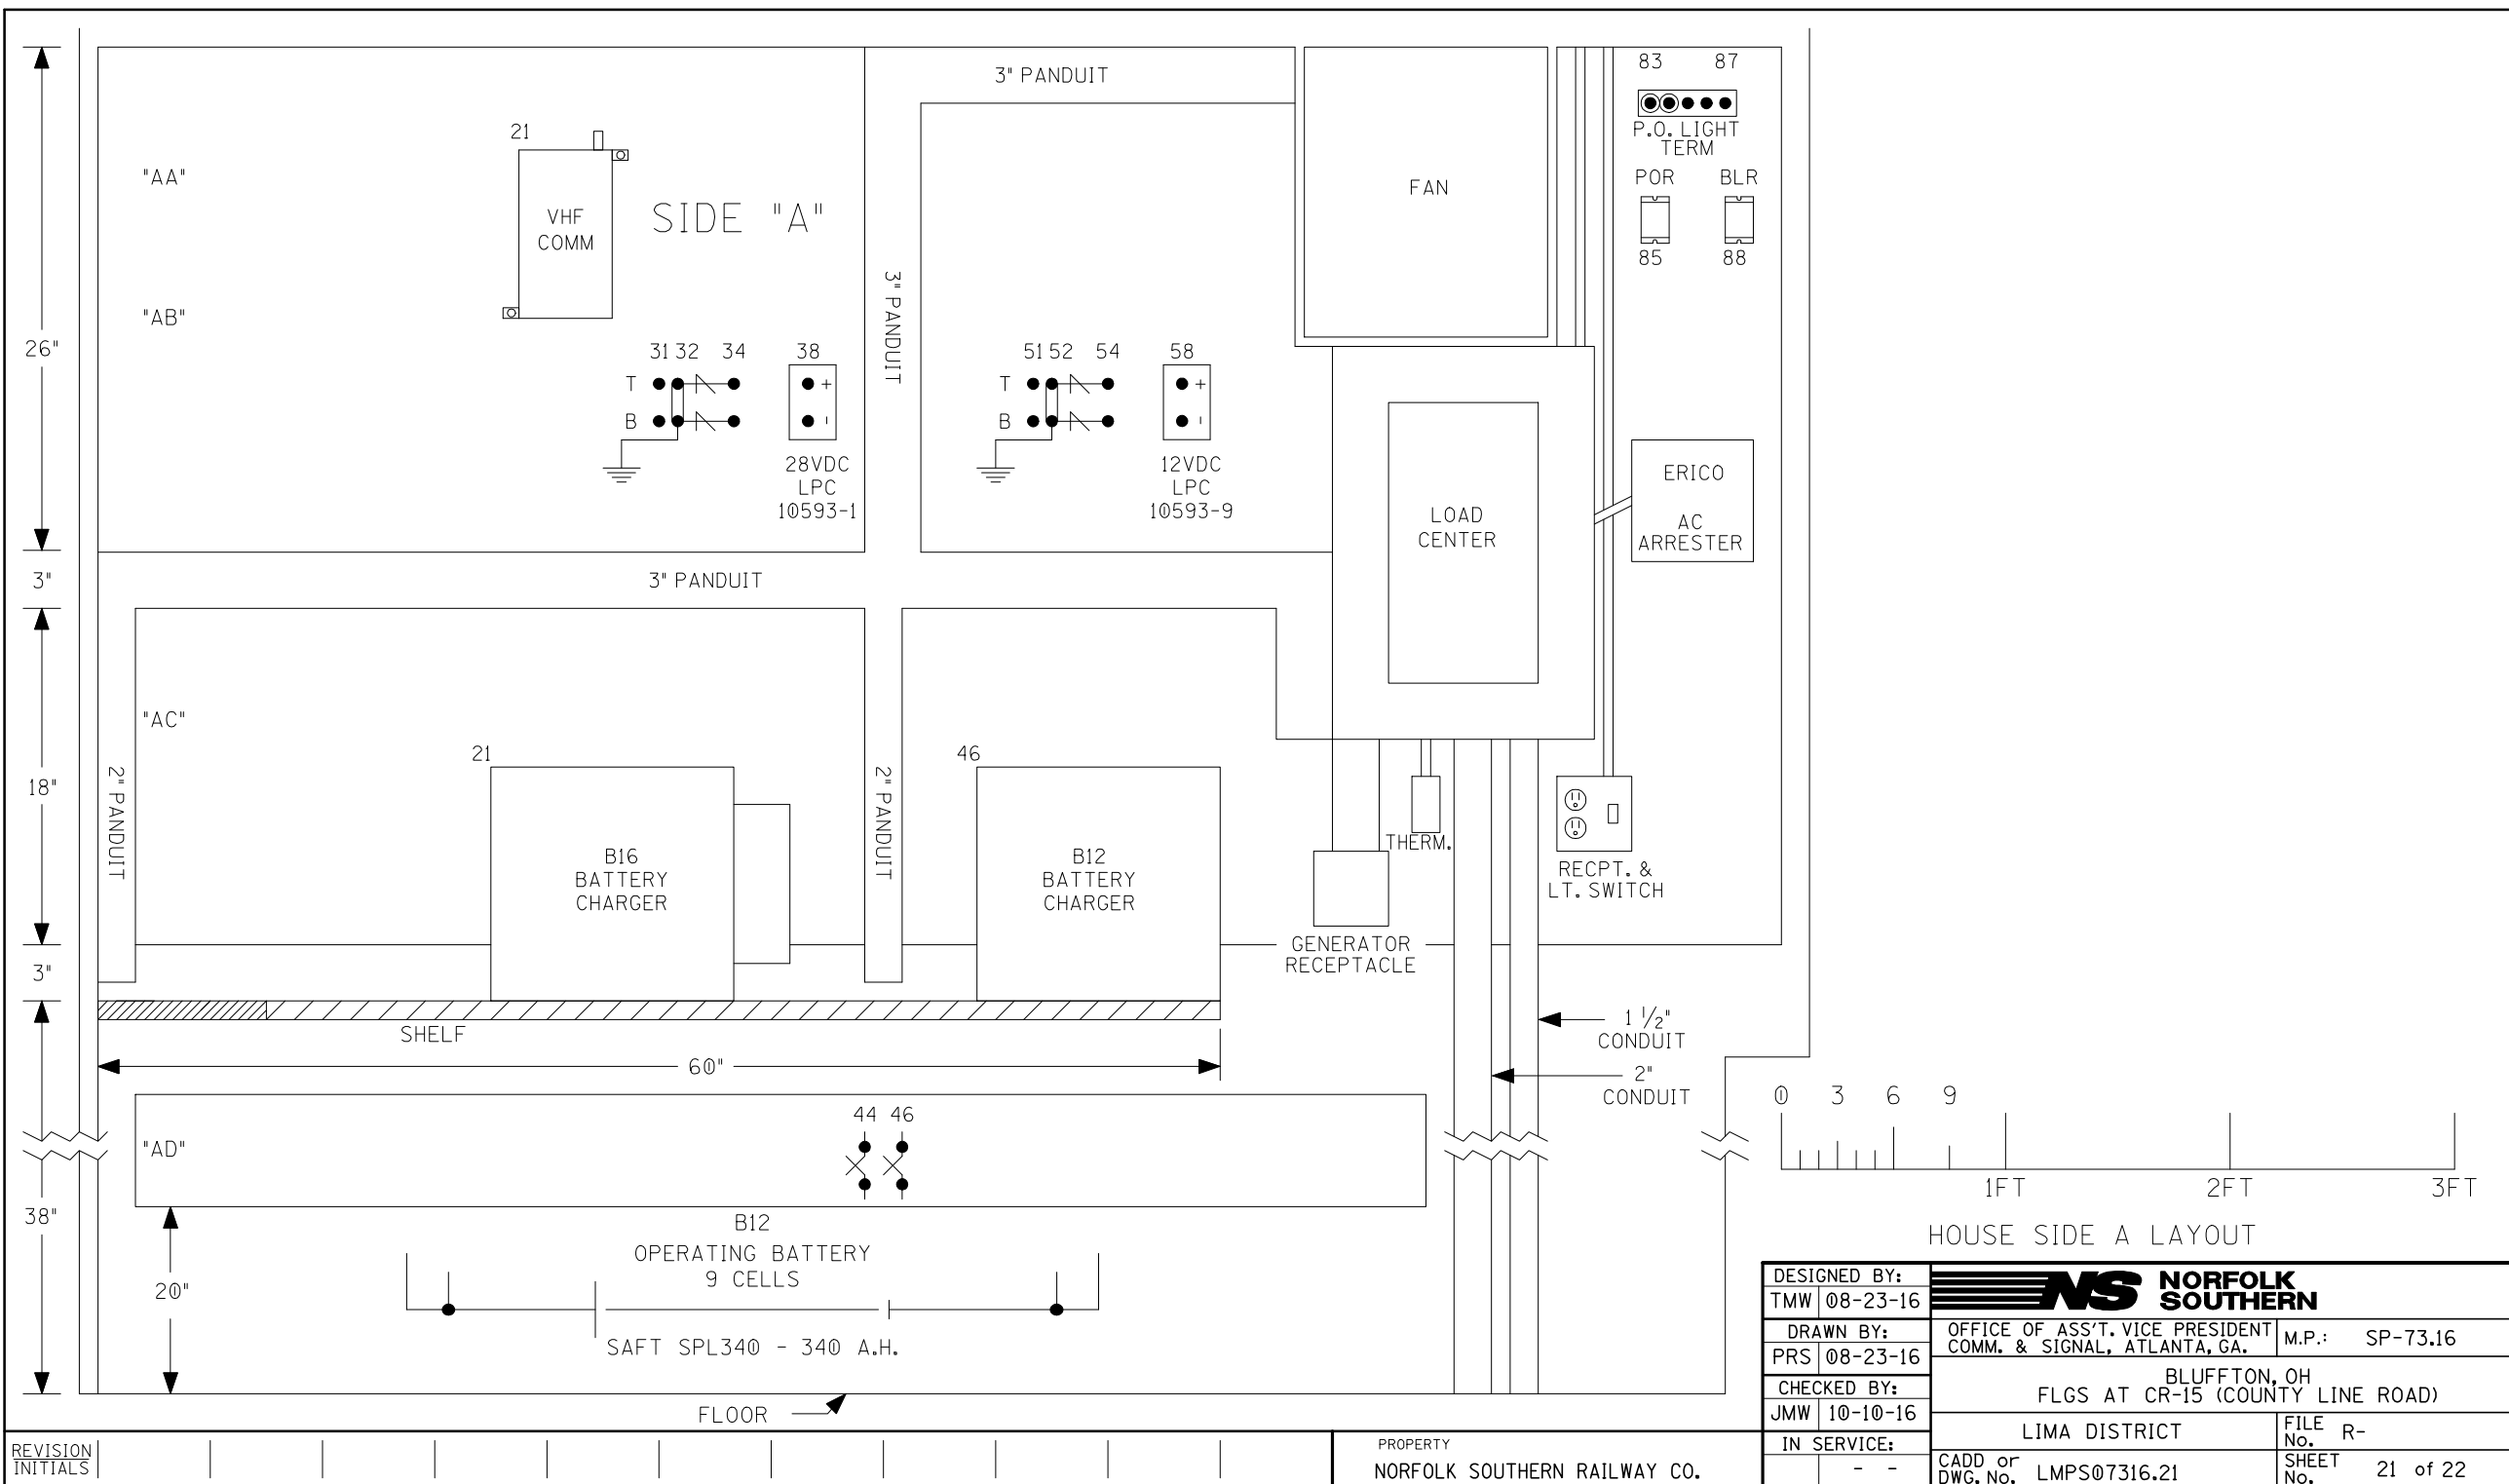 3" PANDUIT
83 87
P.O. LIGHT
TERM
21
"AA"
VHF
COMM
SIDE "A"
FAN
POR BLR
85 88
"AB"
3" PANDUIT
26"
31 32 34 38
T +
B -
28VDC
LPC
10593-1
51 52 54 58
T +
B -
12VDC
LPC
10593-9
LOAD
CENTER
ERICO
AC
ARRESTER
3"
3" PANDUIT
"AC"
18"
2" PANDUIT
21
B16
BATTERY
CHARGER
2" PANDUIT
46
B12
BATTERY
CHARGER
THERM.
RECPT. &
LT. SWITCH
GENERATOR
RECEPTACLE
3"
SHELF
1 1/2"
CONDUIT
60"
2"
CONDUIT
44 46
"AD"
38"
B12
OPERATING BATTERY
9 CELLS
20"
SAFT SPL340 - 340 A.H.
FLOOR
0 3 6 9
1FT 2FT 3FT
HOUSE SIDE A LAYOUT
REVISION
INITIALS
PROPERTY
NORFOLK SOUTHERN RAILWAY CO.
DESIGNED BY:
TMW 08-23-16
DRAWN BY:
PRS 08-23-16
CHECKED BY:
JMW 10-10-16
IN SERVICE:
- -
NS NORFOLK
SOUTHERN
OFFICE OF ASS'T. VICE PRESIDENT
COMM. & SIGNAL, ATLANTA, GA.
M.P.: SP-73.16
BLUFFTON, OH
FLGS AT CR-15 (COUNTY LINE ROAD)
LIMA DISTRICT
FILE
No. R-
CADD or
DWG. No. LMPS07316.21
SHEET
No. 21 of 22